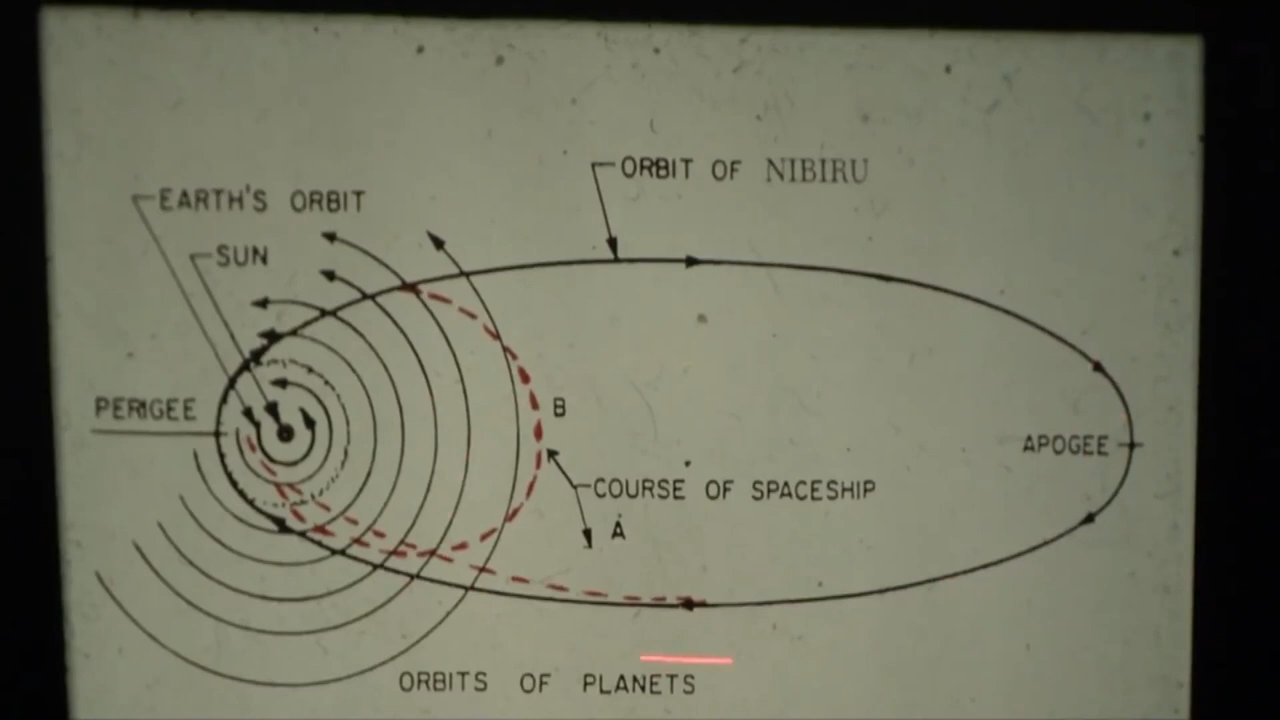 ORBIT OF NIBIRU
EARTH'S ORBIT
SUN
PERIGEE
B
APOGEE
COURSE OF SPACESHIP
A
ORBITS OF PLANETS